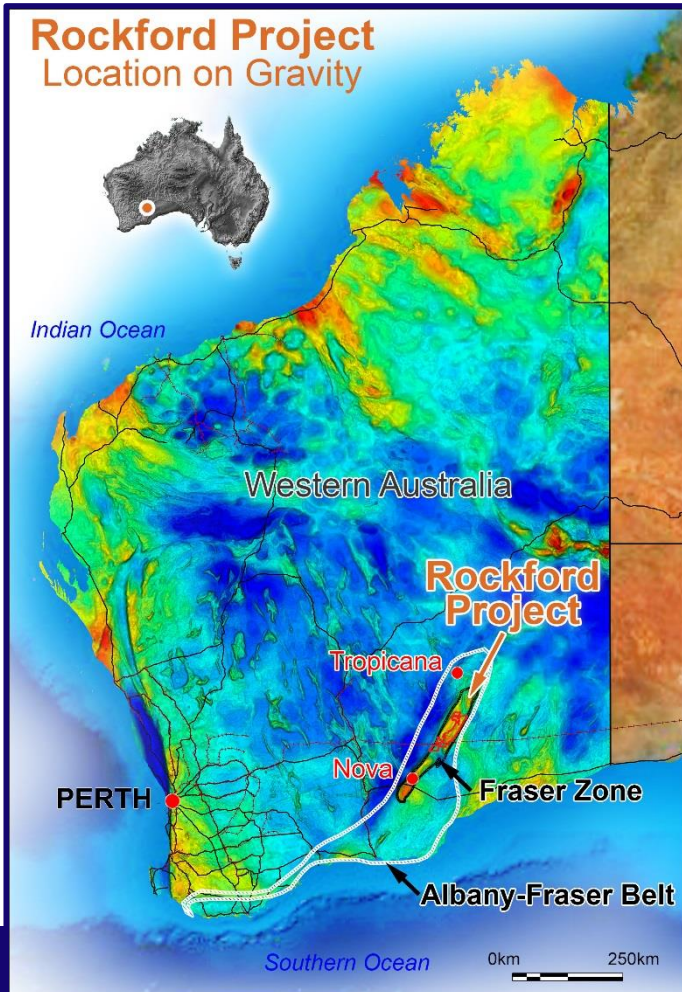 Rockford Project
Location on Gravity
Indian Ocean
Western Australia
Rockford
Project
Tropicana
Nova
PERTH
Fraser Zone
Albany-Fraser Belt
Southern Ocean
0km 250km